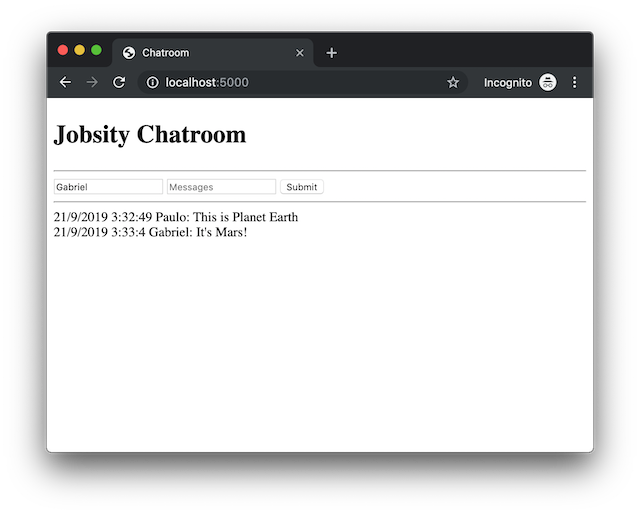 Chatroom
localhost:5000
Incognito
Jobsity Chatroom
Gabriel Messages Submit
21/9/2019 3:32:49 Paulo: This is Planet Earth
21/9/2019 3:33:4 Gabriel: It's Mars!